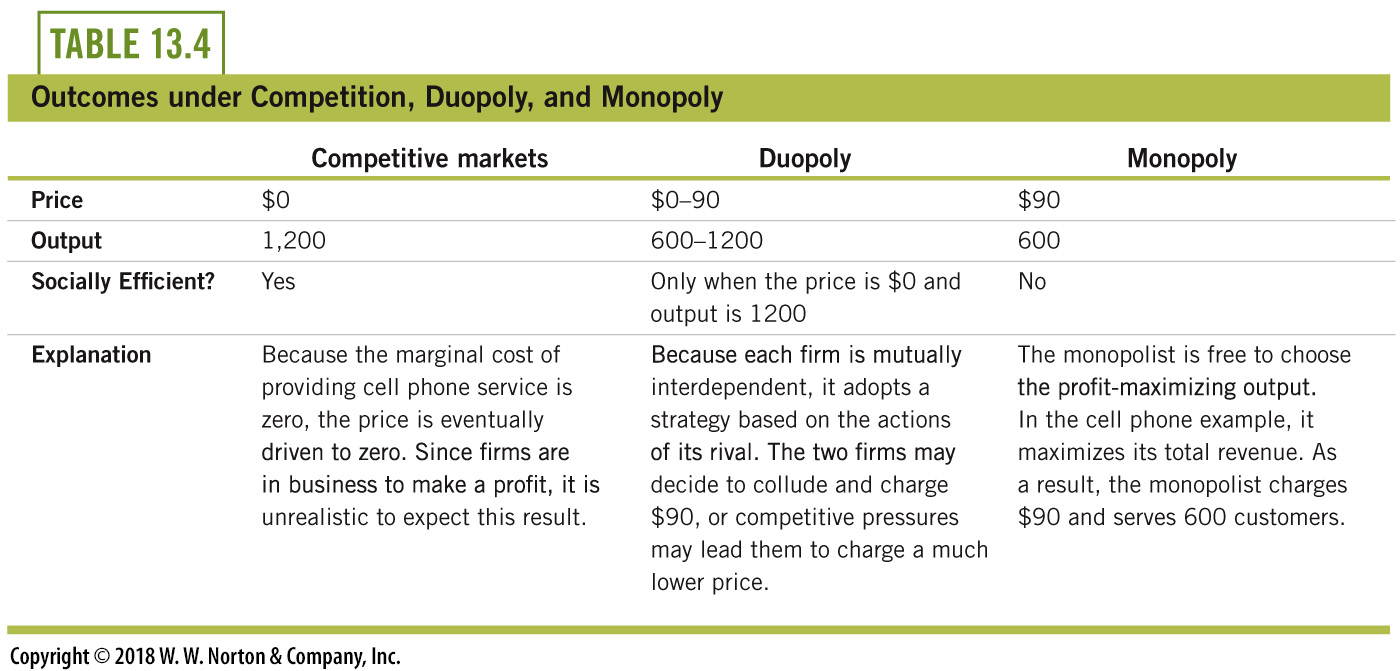 TABLE 13.4
Outcomes under Competition, Duopoly, and Monopoly
Competitive markets Duopoly Monopoly
Price $0 $0–90 $90
Output 1,200 600–1200 600
Socially Efficient? Yes Only when the price is $0 and No
output is 1200
Explanation Because the marginal cost of Because each firm is mutually The monopolist is free to choose
providing cell phone service is interdependent, it adopts a the profit-maximizing output.
zero, the price is eventually strategy based on the actions In the cell phone example, it
driven to zero. Since firms are of its rival. The two firms may maximizes its total revenue. As
in business to make a profit, it is decide to collude and charge a result, the monopolist charges
unrealistic to expect this result. $90, or competitive pressures $90 and serves 600 customers.
may lead them to charge a much
lower price.
Copyright © 2018 W. W. Norton & Company, Inc.